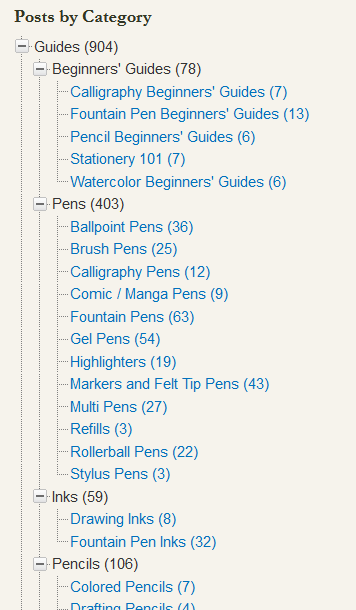 Posts by Category
Guides (904)
Beginners' Guides (78)
Calligraphy Beginners' Guides (7)
Fountain Pen Beginners' Guides (13)
Pencil Beginners' Guides (6)
Stationery 101 (7)
Watercolor Beginners' Guides (6)
Pens (403)
Ballpoint Pens (36)
Brush Pens (25)
Calligraphy Pens (12)
Comic / Manga Pens (9)
Fountain Pens (63)
Gel Pens (54)
Highlighters (19)
Markers and Felt Tip Pens (43)
Multi Pens (27)
Refills (3)
Rollerball Pens (22)
Stylus Pens (3)
Inks (59)
Drawing Inks (8)
Fountain Pen Inks (32)
Pencils (106)
Colored Pencils (7)
Drafting Pencils (4)